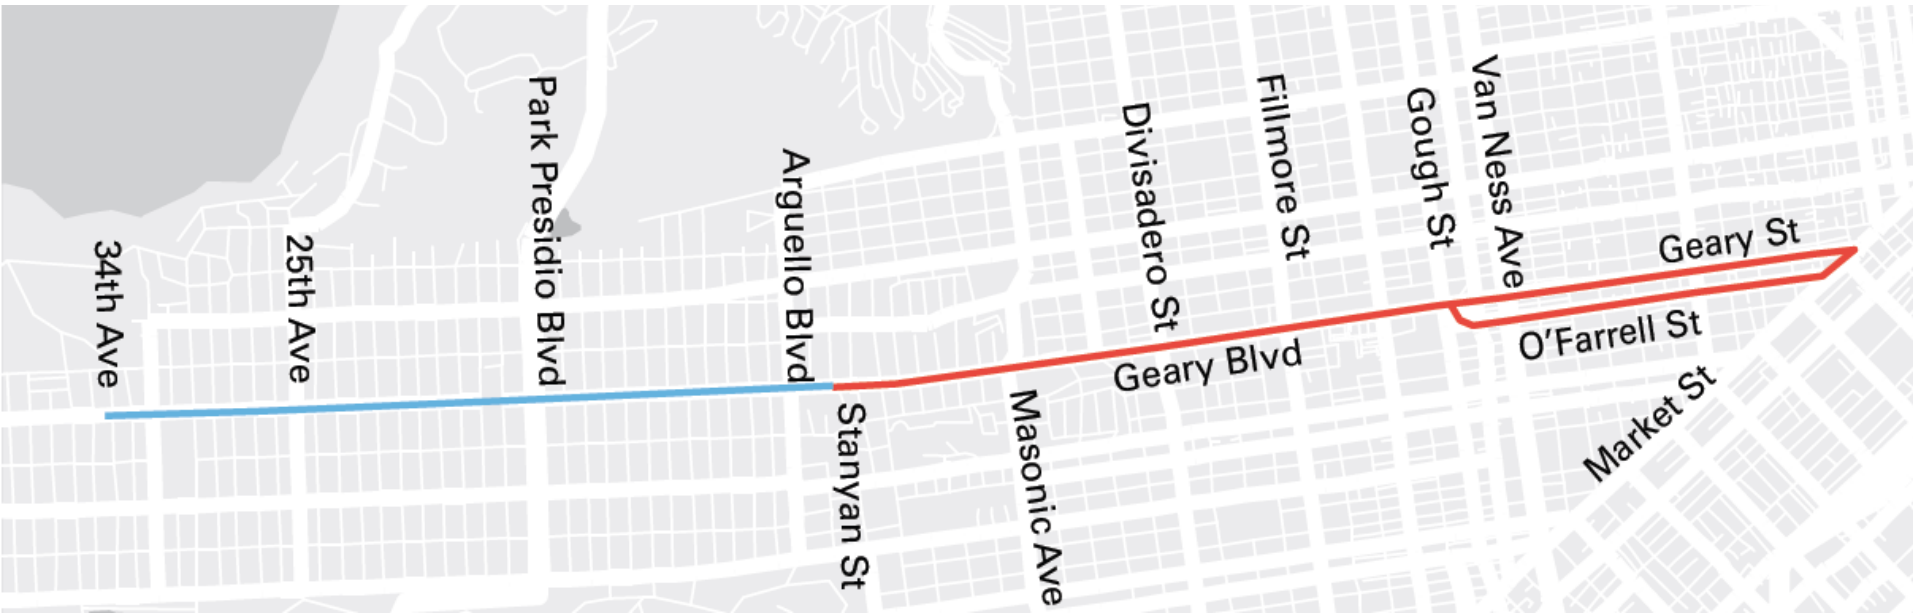 34th Ave
25th Ave
Park Presidio Blvd
Arguello Blvd
Stanyan St
Masonic Ave
Divisadero St
Fillmore St
Gough St
Van Ness Ave
Geary Blvd
Geary St
O'Farrell St
Market St